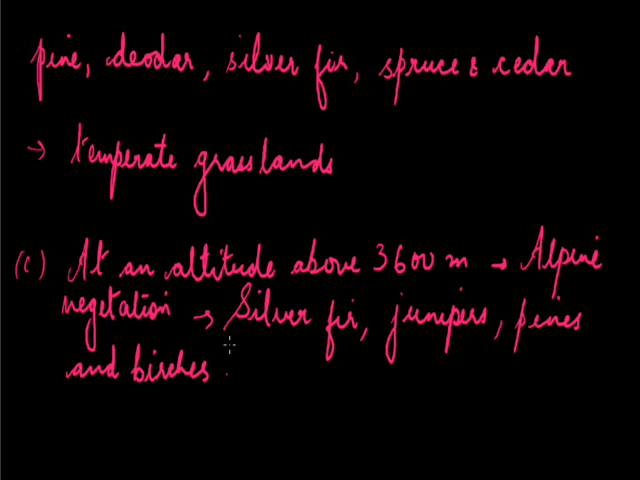 pine, deodar, silver fir, spruce & cedar
→ temperate grasslands
(c) At an altitude above 3600 m → Alpine
vegetation → Silver fir, junipers, pines
and birches.